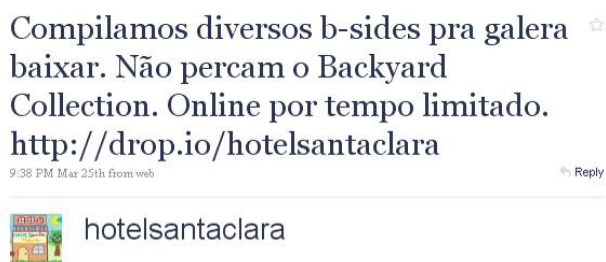 Compilamos diversos b-sides pra galera
baixar. Não percam o Backyard
Collection. Online por tempo limitado.
http://drop.io/hotelsantaclara
9:38 PM Mar 25th from web
Reply
hotelsantaclara